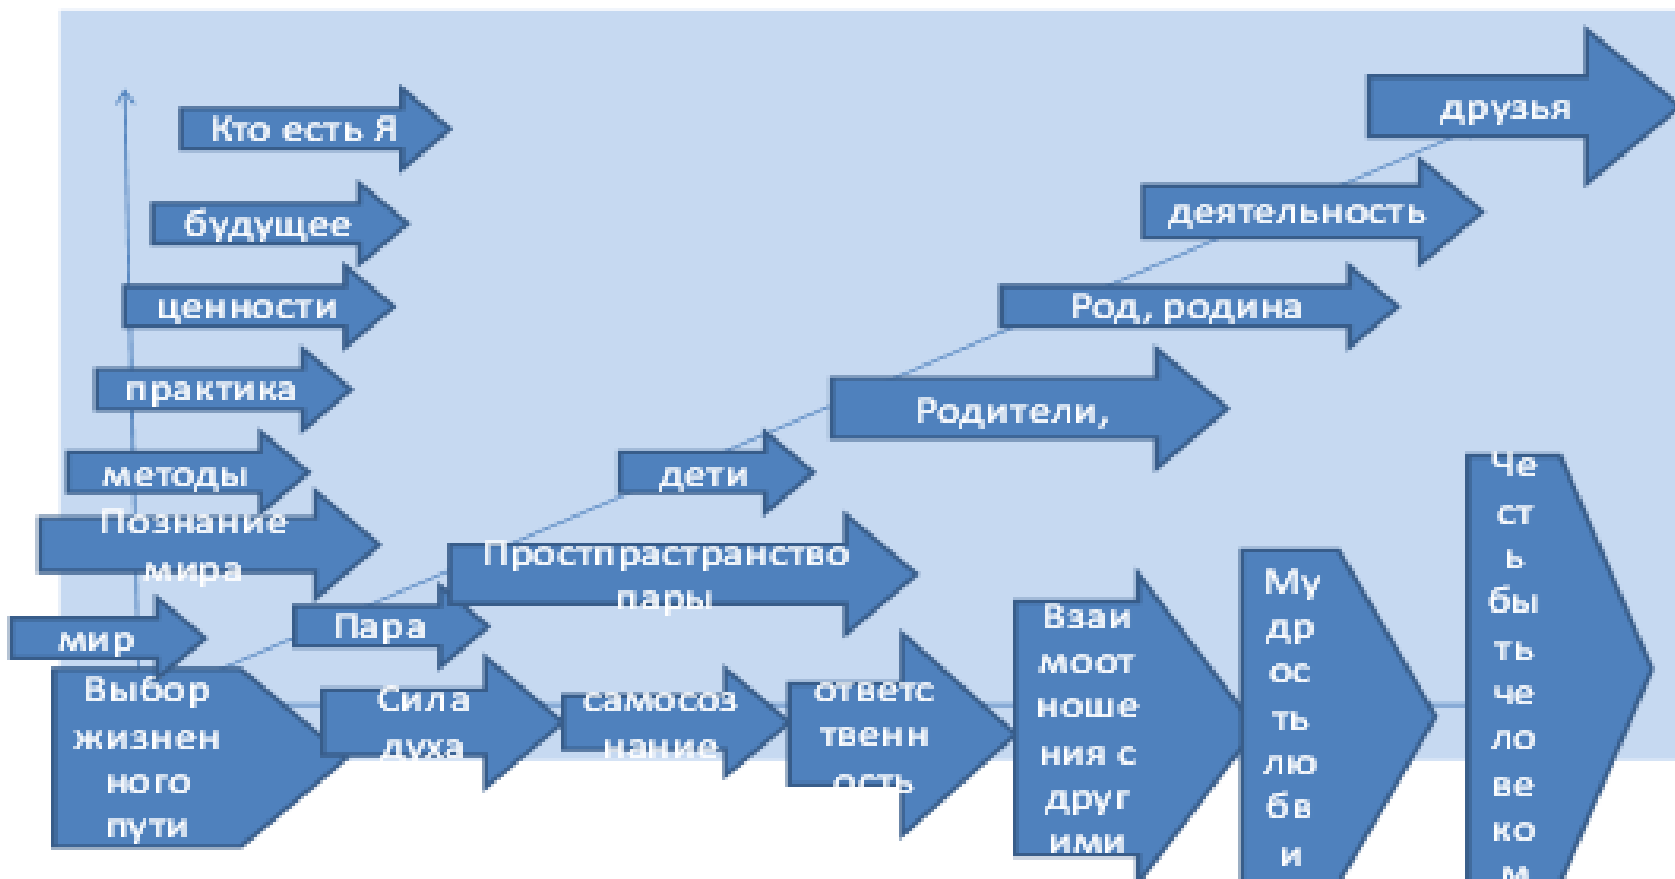 Кто есть Я
будущее
ценности
практика
методы
Познание
мира
мир
Выбор
жизнен
ного
пути
Пара
Простпрастранство
пары
дети
Родители,
Род, родина
деятельность
друзья
Сила
духа
самосоз
нание
ответс
твенн
ость
Взаи
моот
ноше
ния с
друг
ими
Му
др
ос
ть
лю
бв
и
Че
ст
ь
бы
ть
че
ло
ве
ко
м